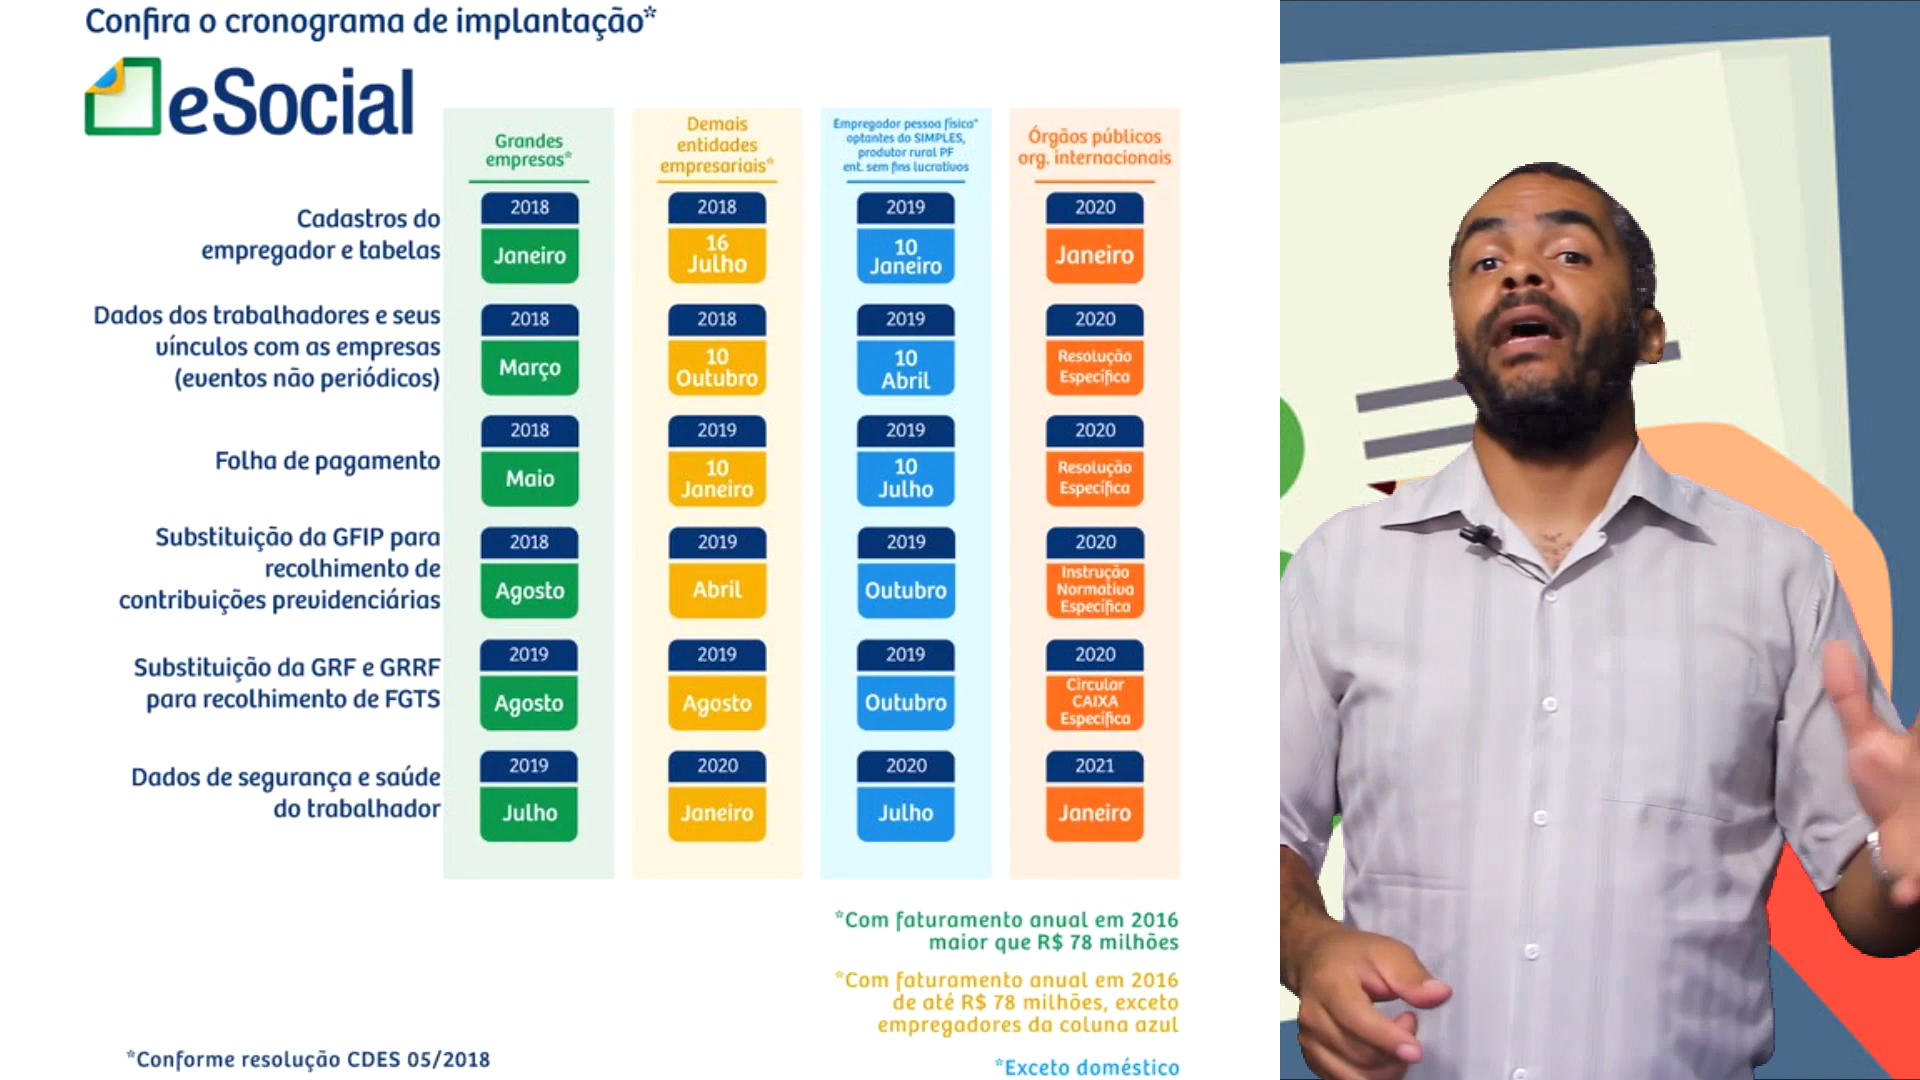 Confira o cronograma de implantação*
eSocial
Grandes
empresas*
Demais
entidades
empresariais*
Empregador pessoa física*
optantes do SIMPLES,
produtor rural PF
ent. sem fins lucrativos
Órgãos públicos
org. internacionais
Cadastros do
empregador e tabelas
2018
Janeiro
2018
16
Julho
2019
10
Janeiro
2020
Janeiro
Dados dos trabalhadores e seus
vínculos com as empresas
(eventos não periódicos)
2018
Março
2018
10
Outubro
2019
10
Abril
2020
Resolução
Específica
Folha de pagamento
2018
Maio
2019
10
Janeiro
2019
10
Julho
2020
Resolução
Específica
Substituição da GFIP para
recolhimento de
contribuições previdenciárias
2018
Agosto
2019
Abril
2019
Outubro
2020
Instrução
Normativa
Específica
Substituição da GRF e GRRF
para recolhimento de FGTS
2019
Agosto
2019
Agosto
2019
Outubro
2020
Circular
CAIXA
Específica
Dados de segurança e saúde
do trabalhador
2019
Julho
2020
Janeiro
2020
Julho
2021
Janeiro
*Com faturamento anual em 2016
maior que R$ 78 milhões
*Com faturamento anual em 2016
de até R$ 78 milhões, exceto
empregadores da coluna azul
*Exceto doméstico
*Conforme resolução CDES 05/2018